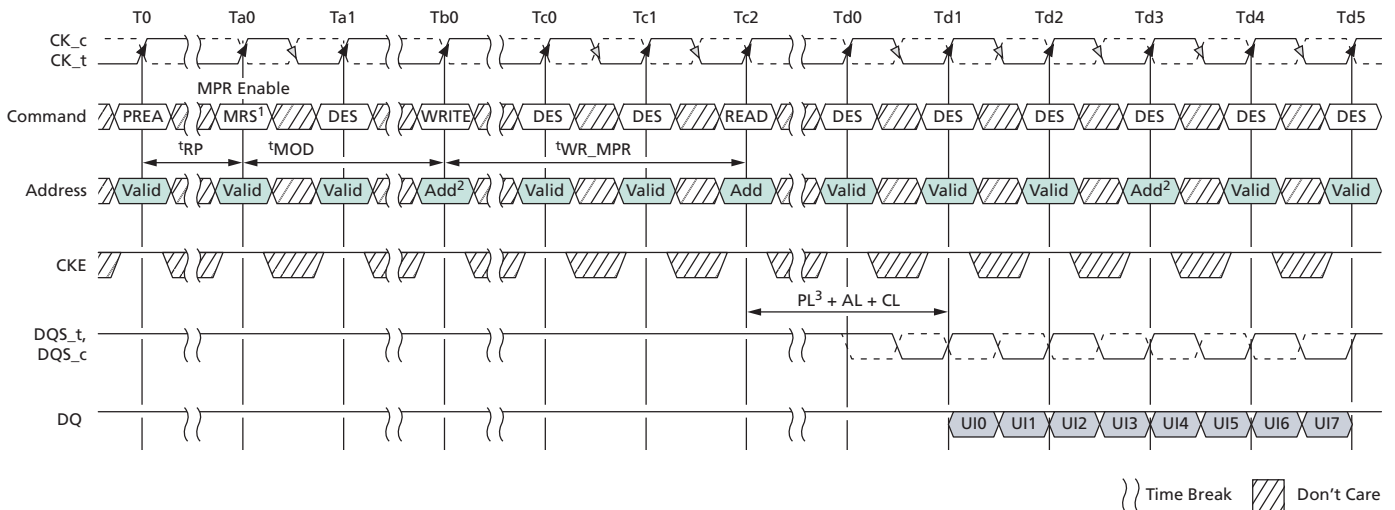 T0 Ta0 Ta1 Tb0 Tc0 Tc1 Tc2 Td0 Td1 Td2 Td3 Td4 Td5
CK_c
CK_t
MPR Enable
Command PREA MRS¹ DES WRITE DES DES READ DES DES DES DES DES DES
tRP tMOD tWR_MPR
Address Valid Valid Valid Add² Valid Valid Add Valid Valid Valid Add² Valid Valid
CKE
PL³ + AL + CL
DQS_t,
DQS_c
DQ UI0 UI1 UI2 UI3 UI4 UI5 UI6 UI7
Time Break Don't Care